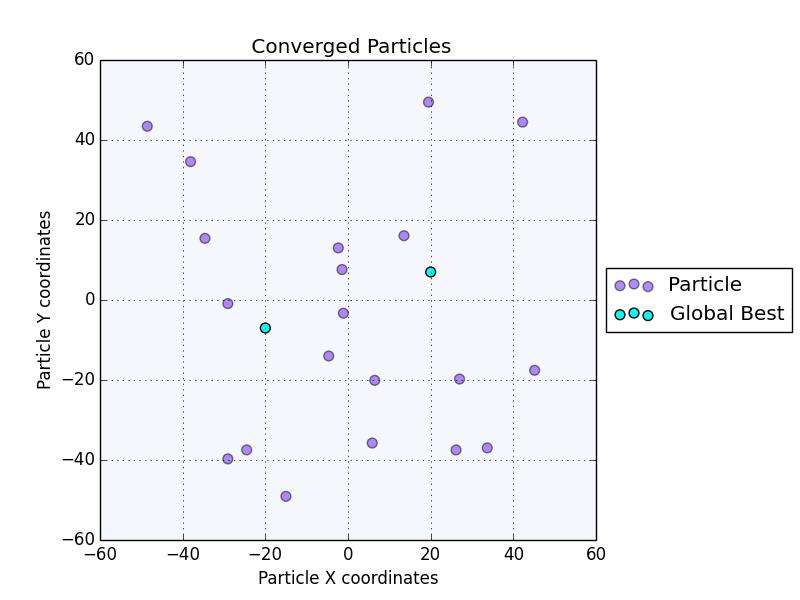 Converged Particles
60
40
20
0
−20
−40
−60
−60 −40 −20 0 20 40 60
Particle Y coordinates
Particle X coordinates
Particle
Global Best